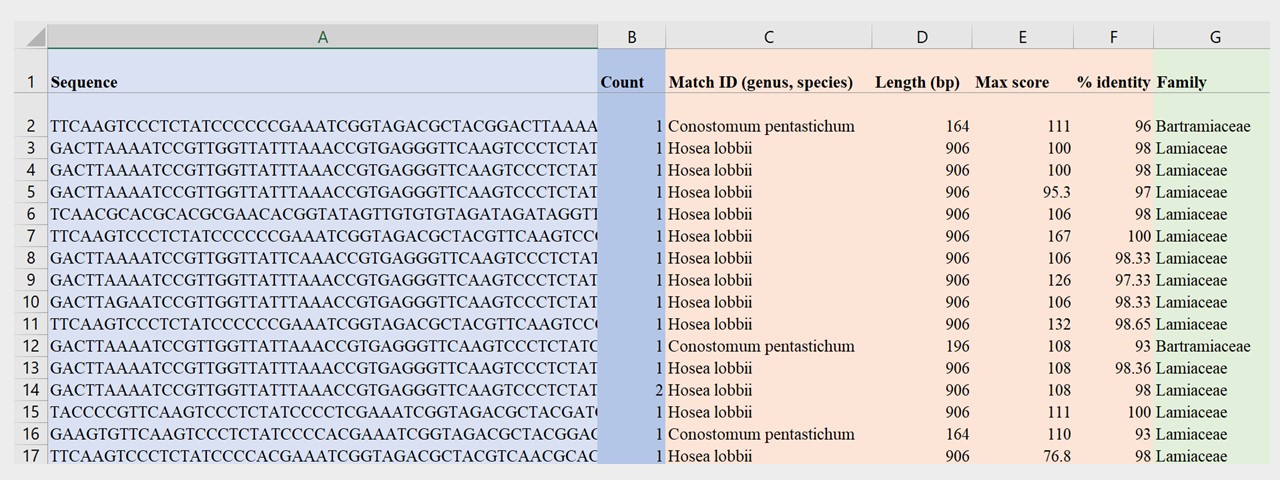 A B C D E F G
1 Sequence Count Match ID (genus, species) Length (bp) Max score % identity Family
2 TTCAAGTCCCTCTATCCCCCCGAAATCGGTAGACGCTACGGACTTAAAA 1 Conostomum pentastichum 164 111 96 Bartramiaceae
3 GACTTAAAATCCGTTGGTTATTTAAACCGTGAGGGTTCAAGTCCCTCTAT 1 Hosea lobbii 906 100 98 Lamiaceae
4 GACTTAAAATCCGTTGGTTATTTAAACCGTGAGGGTTCAAGTCCCTCTAT 1 Hosea lobbii 906 100 98 Lamiaceae
5 GACTTAAAATCCGTTGGTTATTTAAACCGTGAGGGTTCAAGTCCCTCTAT 1 Hosea lobbii 906 95.3 97 Lamiaceae
6 TCAACGCACGCACGCGAACACGGTATAGTTGTGTGTAGATAGATAGGTT 1 Hosea lobbii 906 106 98 Lamiaceae
7 TTCAAGTCCCTCTATCCCCCCGAAATCGGTAGACGCTACGTTCAAGTCC 1 Hosea lobbii 906 167 100 Lamiaceae
8 GACTTAAAATCCGTTGGTTATTCAAACCGTGAGGGTTCAAGTCCCTCTAT 1 Hosea lobbii 906 106 98.33 Lamiaceae
9 GACTTAAAATCCGTTGGTTATTTAAACCGTGAGGGTTCAAGTCCCTCTAT 1 Hosea lobbii 906 126 97.33 Lamiaceae
10 GACTTAGAATCCGTTGGTTATTTAAACCGTGAGGGTTCAAGTCCCTCTAT 1 Hosea lobbii 906 106 98.33 Lamiaceae
11 TTCAAGTCCCTCTATCCCCCCGAAATCGGTAGACGCTACGTTCAAGTCC 1 Hosea lobbii 906 132 98.65 Lamiaceae
12 GACTTAAAATCCGTTGGTTATTAAACCGTGAGGGTTCAAGTCCCTCTATC 1 Conostomum pentastichum 196 108 93 Bartramiaceae
13 GACTTAAAATCCGTTGGTTATTTAAACCGTGAGGGTTCAAGTCCCTCTAT 1 Hosea lobbii 906 108 98.36 Lamiaceae
14 GACTTAAAATCCGTTGGTTATTTAAACCGTGAGGGTTCAAGTCCCTCTAT 2 Hosea lobbii 906 108 98 Lamiaceae
15 TACCCCGTTCAAGTCCCTCTATCCCCTCGAAATCGGTAGACGCTACGAT 1 Hosea lobbii 906 111 100 Lamiaceae
16 GAAGTGTTCAAGTCCCTCTATCCCCACGAAATCGGTAGACGCTACGGAC 1 Conostomum pentastichum 164 110 93 Lamiaceae
17 TTCAAGTCCCTCTATCCCCACGAAATCGGTAGACGCTACGTCAACGCAC 1 Hosea lobbii 906 76.8 98 Lamiaceae